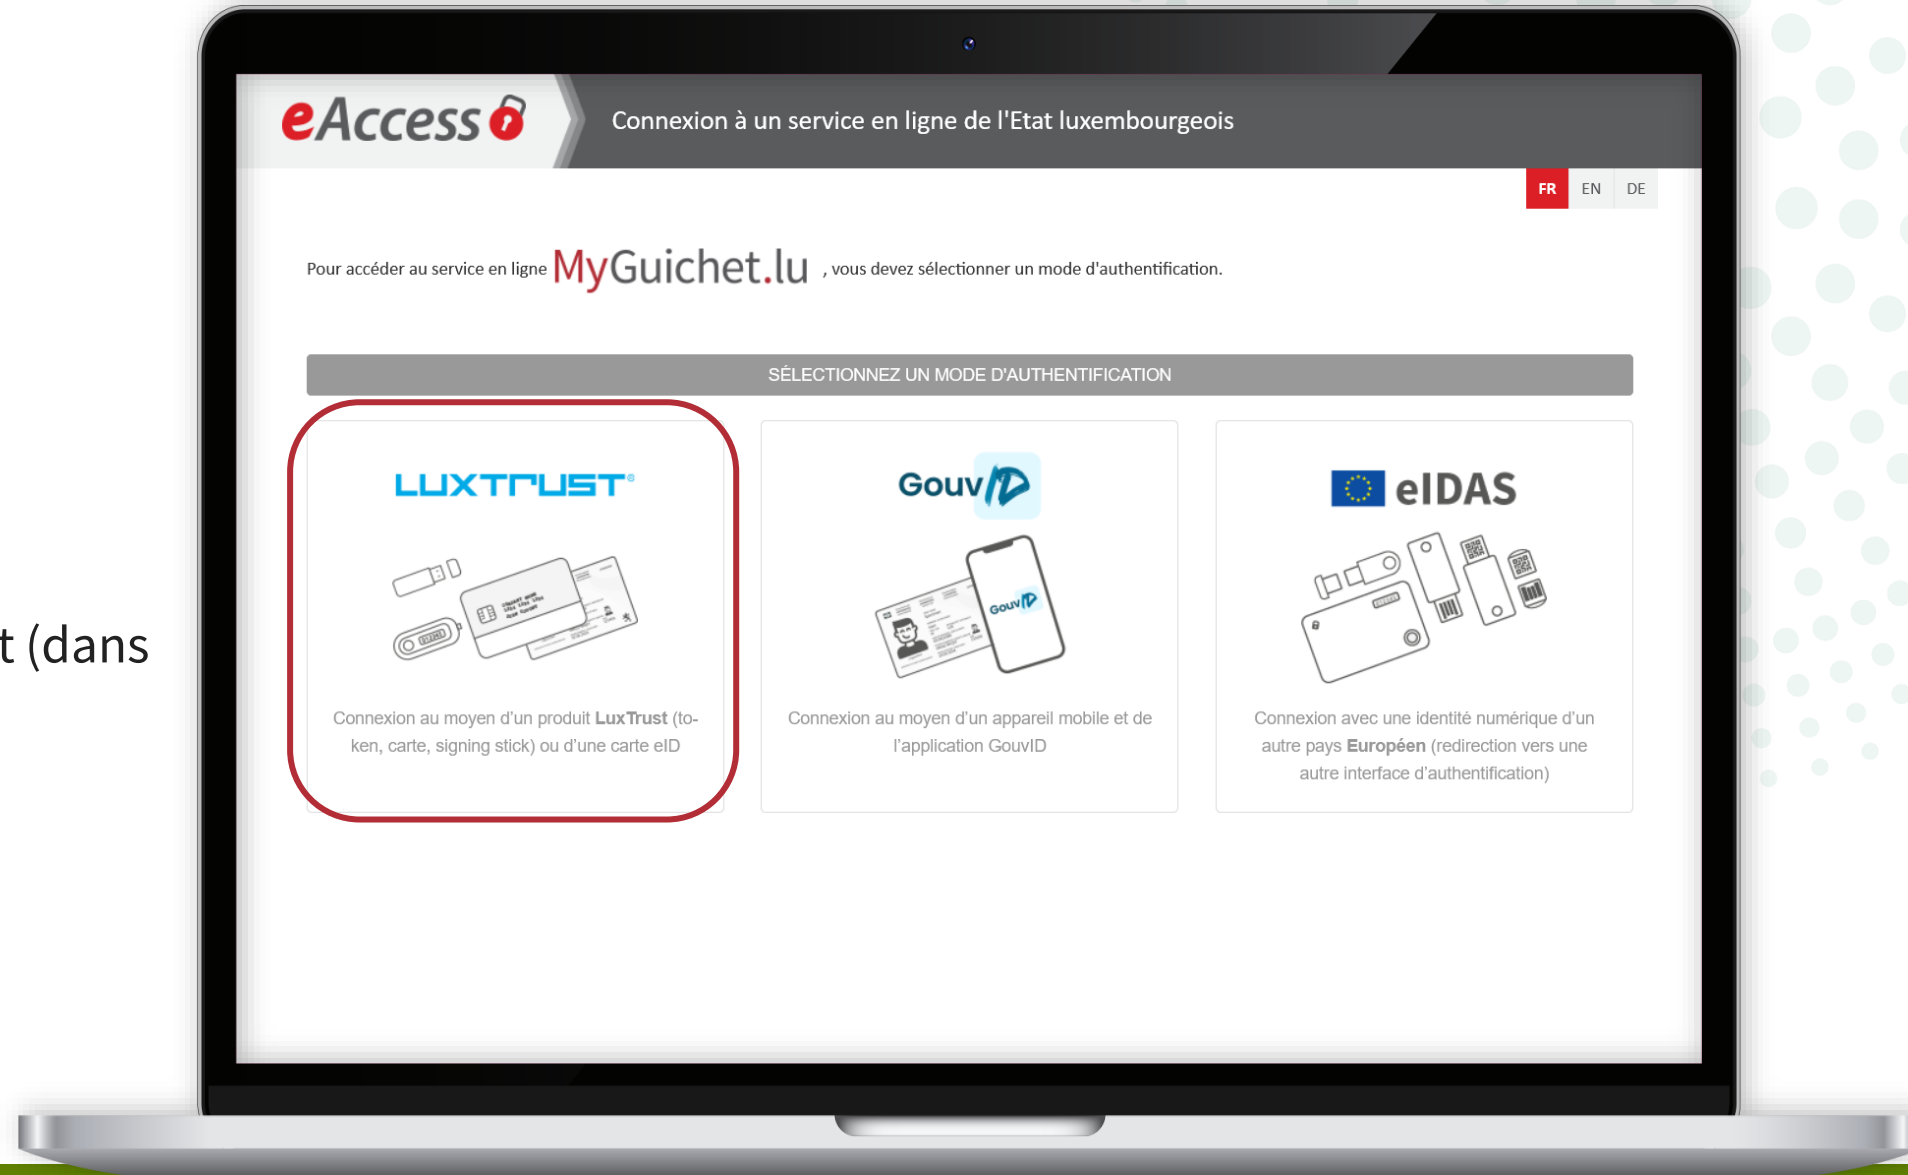 eAccess
Connexion à un service en ligne de l'Etat luxembourgeois
FR EN DE
Pour accéder au service en ligne MyGuichet.lu , vous devez sélectionner un mode d'authentification.
SÉLECTIONNEZ UN MODE D'AUTHENTIFICATION
LUXTRUST
Connexion au moyen d'un produit LuxTrust (to-
ken, carte, signing stick) ou d'une carte eID
GouvID
GouvID
Connexion au moyen d'un appareil mobile et de
l'application GouvID
eIDAS
Connexion avec une identité numérique d'un
autre pays Européen (redirection vers une
autre interface d'authentification)
t (dans